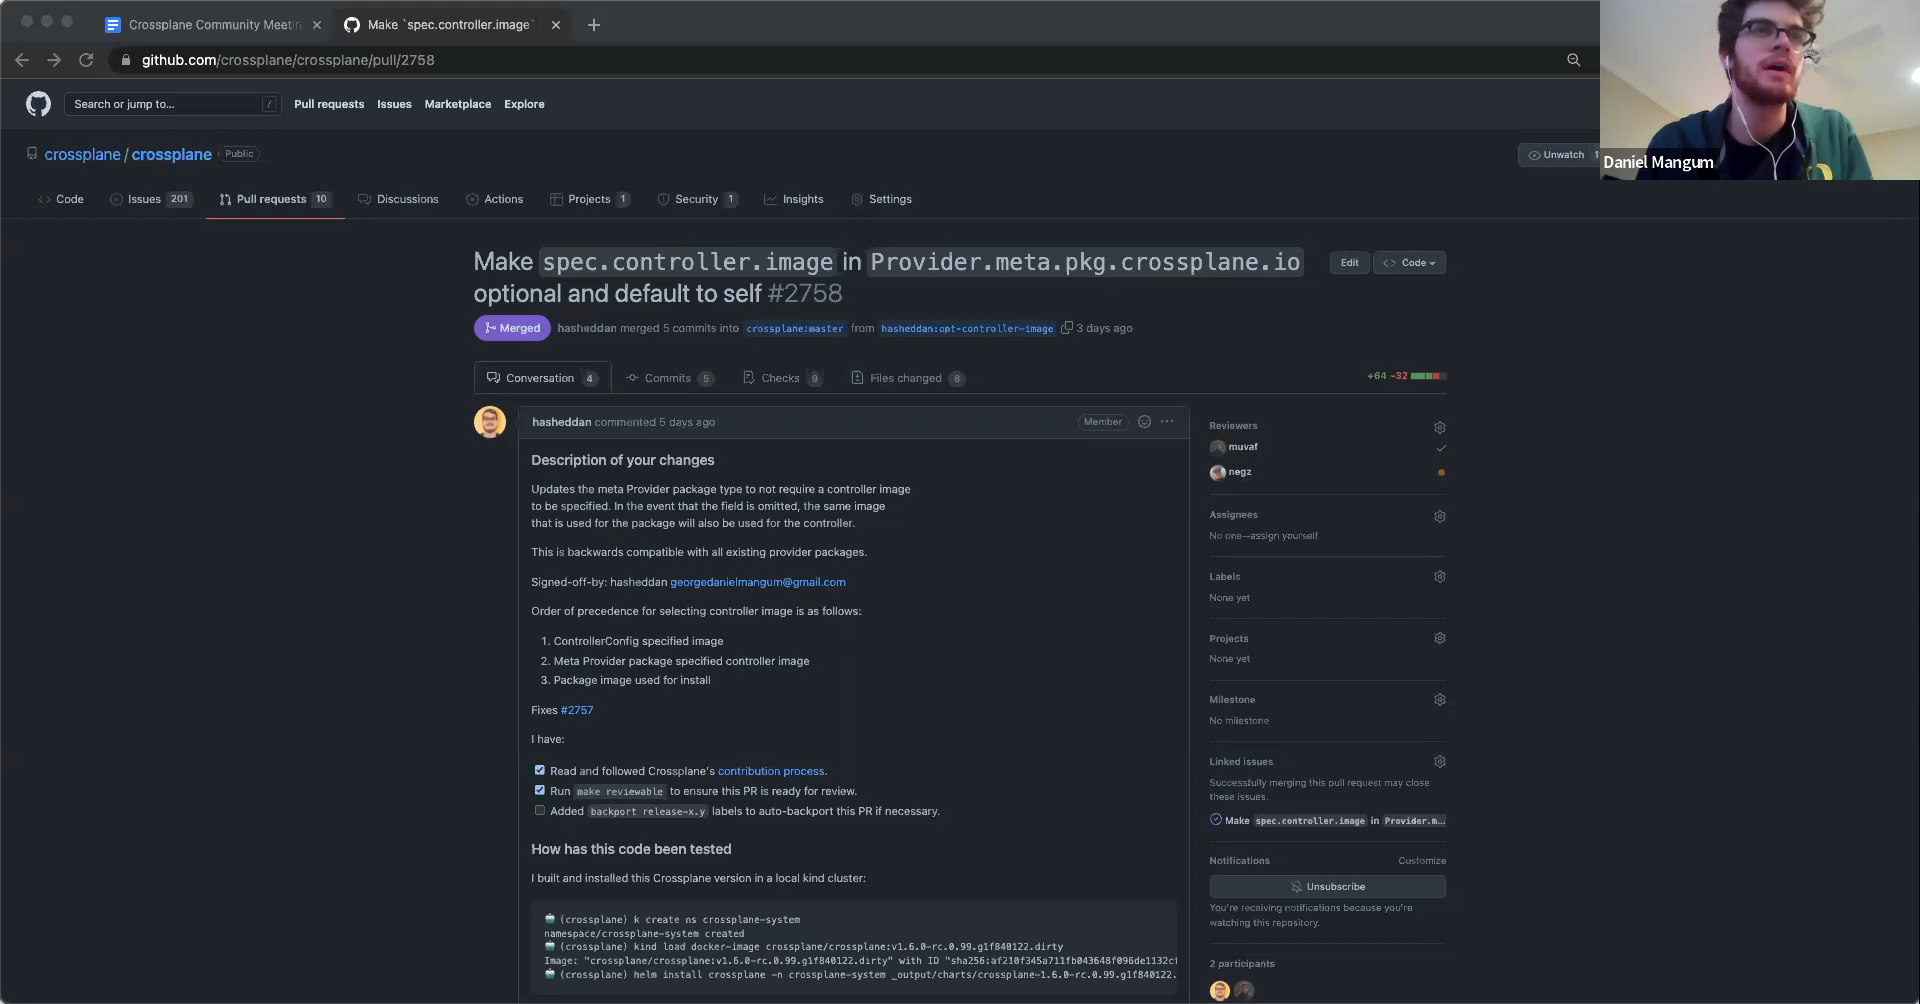 Crossplane Community Meetin
Make `spec.controller.image`
github.com/crossplane/crossplane/pull/2758
Search or jump to...
/
Pull requests
Issues
Marketplace
Explore
crossplane / crossplane
Public
Unwatch
Daniel Mangum
Code
Issues 201
Pull requests 10
Discussions
Actions
Projects 1
Security 1
Insights
Settings
Make spec.controller.image in Provider.meta.pkg.crossplane.io
optional and default to self #2758
Edit
Code
Merged
hasheddan merged 5 commits into crossplane:master from hasheddan:opt-controller-image 3 days ago
Conversation 4
Commits 5
Checks 9
Files changed 8
+64 −32
hasheddan commented 5 days ago
Member
Description of your changes
Updates the meta Provider package type to not require a controller image
to be specified. In the event that the field is omitted, the same image
that is used for the package will also be used for the controller.
This is backwards compatible with all existing provider packages.
Signed-off-by: hasheddan georgedanielmangum@gmail.com
Order of precedence for selecting controller image is as follows:
1. ControllerConfig specified image
2. Meta Provider package specified controller image
3. Package image used for install
Fixes #2757
I have:
Read and followed Crossplane's contribution process.
Run make reviewable to ensure this PR is ready for review.
Added backport release-x.y labels to auto-backport this PR if necessary.
How has this code been tested
I built and installed this Crossplane version in a local kind cluster:
(crossplane) k create ns crossplane-system
namespace/crossplane-system created
(crossplane) kind load docker-image crossplane/crossplane:v1.6.0-rc.0.99.g1f840122.dirty
Image: "crossplane/crossplane:v1.6.0-rc.0.99.g1f840122.dirty" with ID "sha256:af210f345a711fb043648f096de1132cf
(crossplane) helm install crossplane -n crossplane-system _output/charts/crossplane-1.6.0-rc.0.99.g1f840122.
Reviewers
muvaf
negz
Assignees
No one—assign yourself
Labels
None yet
Projects
None yet
Milestone
No milestone
Linked issues
Successfully merging this pull request may close
these issues.
Make spec.controller.image in Provider.m...
Notifications
Customize
Unsubscribe
You're receiving notifications because you're
watching this repository.
2 participants